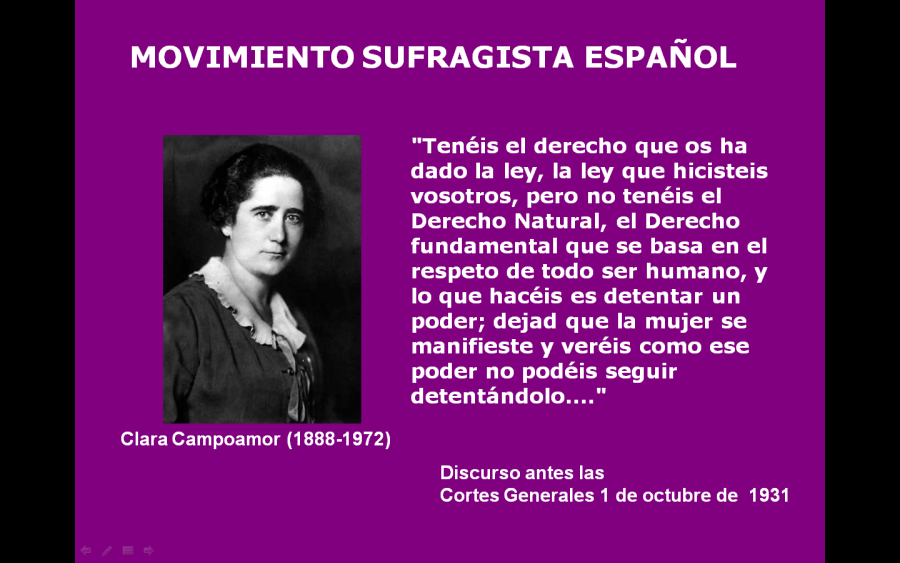 MOVIMIENTO SUFRAGISTA ESPAÑOL
"Tenéis el derecho que os ha
dado la ley, la ley que hicisteis
vosotros, pero no tenéis el
Derecho Natural, el Derecho
fundamental que se basa en el
respeto de todo ser humano, y
lo que hacéis es detentar un
poder; dejad que la mujer se
manifieste y veréis como ese
poder no podéis seguir
detentándolo...."
Clara Campoamor (1888-1972)
Discurso antes las
Cortes Generales 1 de octubre de 1931